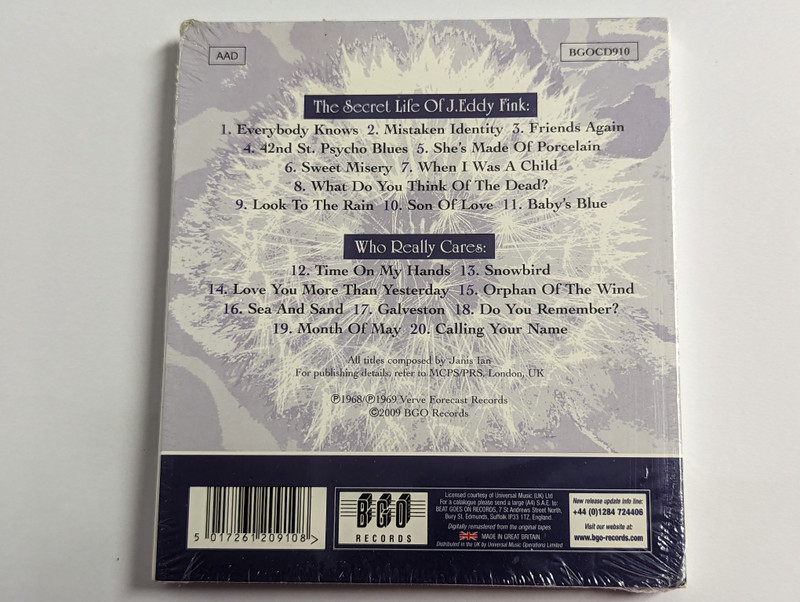 AAD
BGOCD910
The Secret Life Of J.Eddy Fink:
1. Everybody Knows 2. Mistaken Identity 3. Friends Again
4. 42nd St. Psycho Blues 5. She's Made Of Porcelain
6. Sweet Misery 7. When I Was A Child
8. What Do You Think Of The Dead?
9. Look To The Rain 10. Son Of Love 11. Baby's Blue
Who Really Cares:
12. Time On My Hands 13. Snowbird
14. Love You More Than Yesterday 15. Orphan Of The Wind
16. Sea And Sand 17. Galveston 18. Do You Remember?
19. Month Of May 20. Calling Your Name
All titles composed by Janis Ian
For publishing details, refer to MCPS/PRS, London, UK
℗1968/℗1969 Verve Forecast Records
©2009 BGO Records
5 017261 209108 >
BGO
RECORDS
Licensed courtesy of Universal Music (UK) Ltd
For a catalogue please send a large (A4) S.A.E. to:
BEAT GOES ON RECORDS, 7 St Andrews Street North,
Bury St. Edmunds, Suffolk IP33 1TZ, England.
Digitally remastered from the original tapes
MADE IN GREAT BRITAIN
Distributed in the UK by Universal Music Operations Limited
New release update info line:
+44 (0)1284 724406
Visit our website at:
www.bgo-records.com